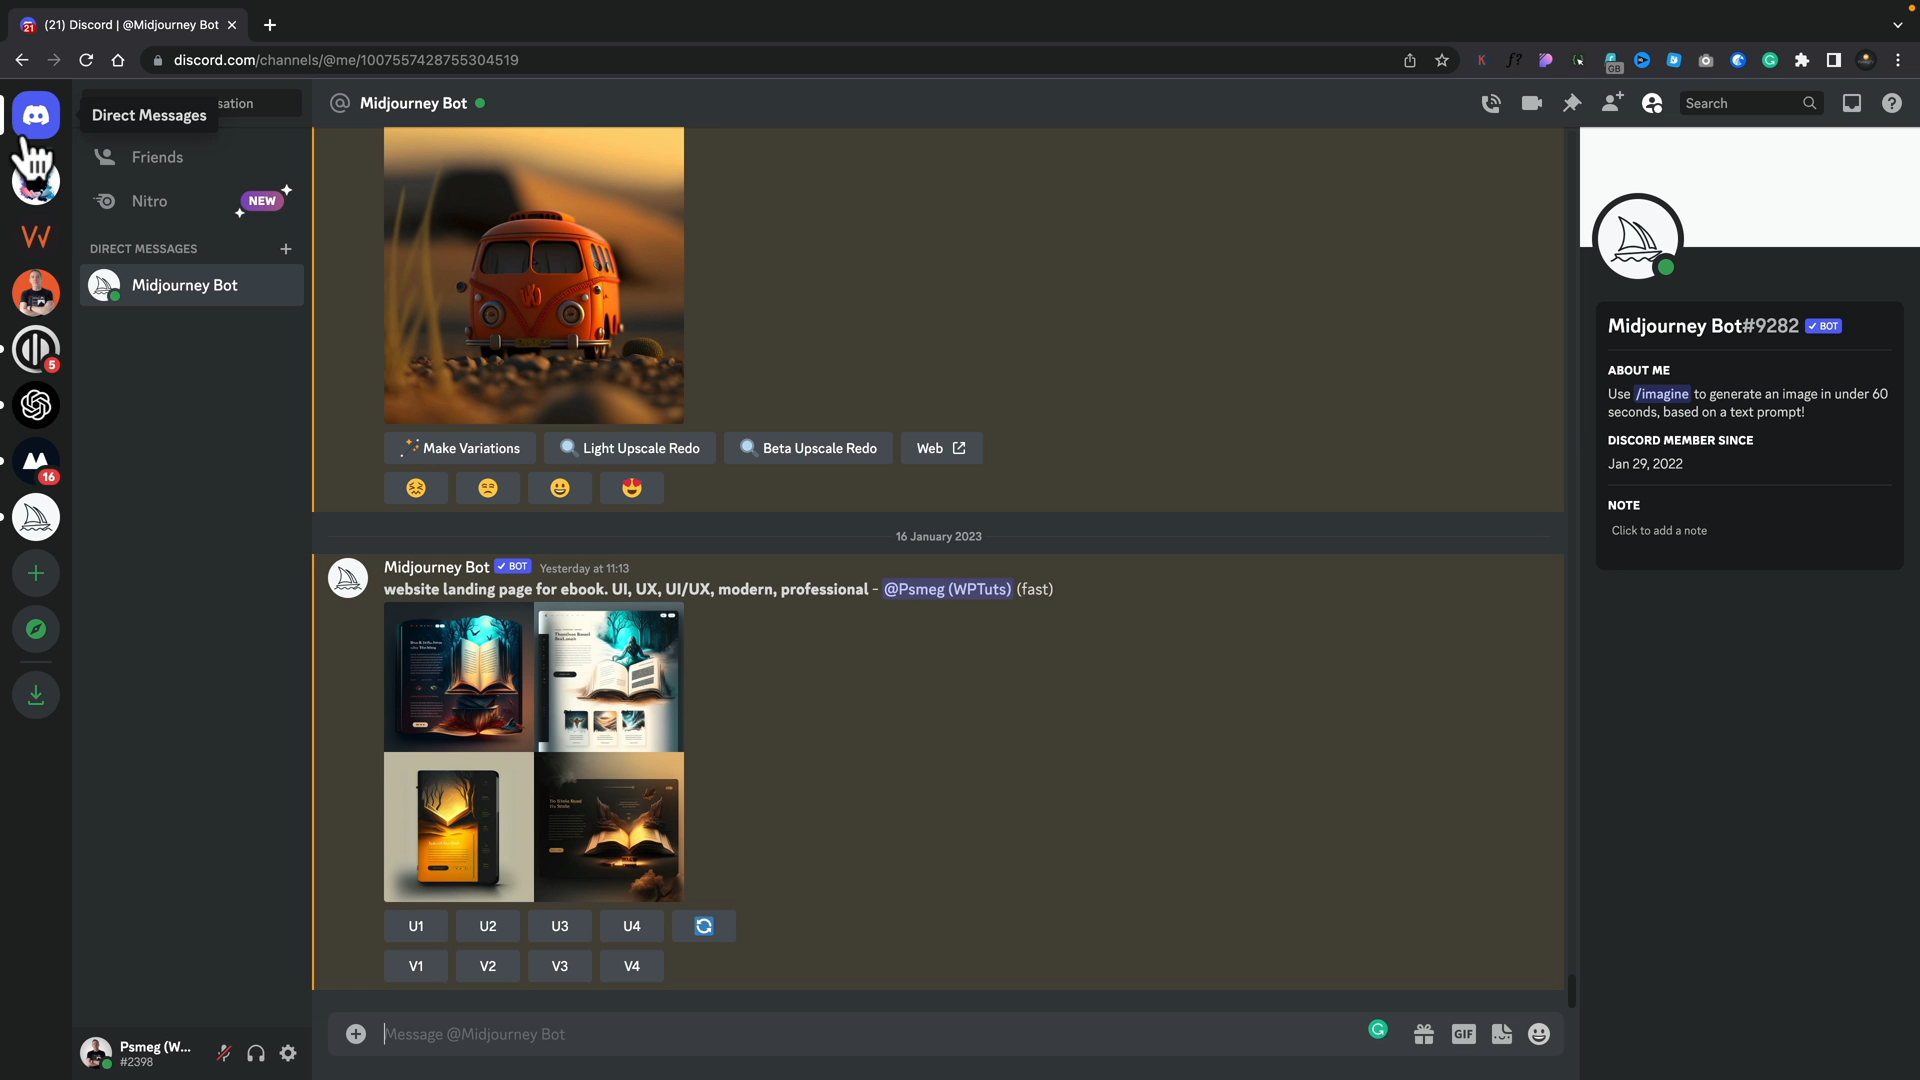 (21) Discord | @Midjourney Bot
discord.com/channels/@me/1007557428755304519
GB
Direct Messages
sation
Midjourney Bot
Search
Friends
Nitro
NEW
DIRECT MESSAGES
Midjourney Bot
5
16
Make Variations
Light Upscale Redo
Beta Upscale Redo
Web
16 January 2023
Midjourney Bot
BOT
Yesterday at 11:13
website landing page for ebook. UI, UX, UI/UX, modern, professional - @Psmeg (WPTuts) (fast)
U1
U2
U3
U4
V1
V2
V3
V4
Message @Midjourney Bot
GIF
Psmeg (W...
#2398
Midjourney Bot#9282
BOT
ABOUT ME
Use /imagine to generate an image in under 60
seconds, based on a text prompt!
DISCORD MEMBER SINCE
Jan 29, 2022
NOTE
Click to add a note